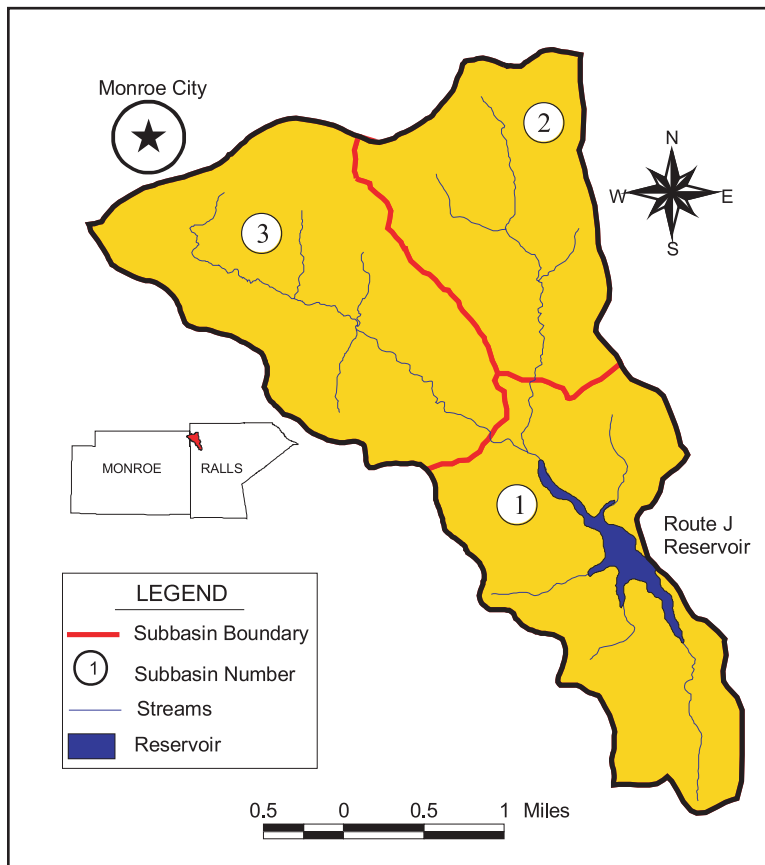 Monroe City
2
N
W E
S
3
MONROE RALLS
1
Route J
Reservoir
LEGEND
Subbasin Boundary
1 Subbasin Number
Streams
Reservoir
0.5 0 0.5 1 Miles